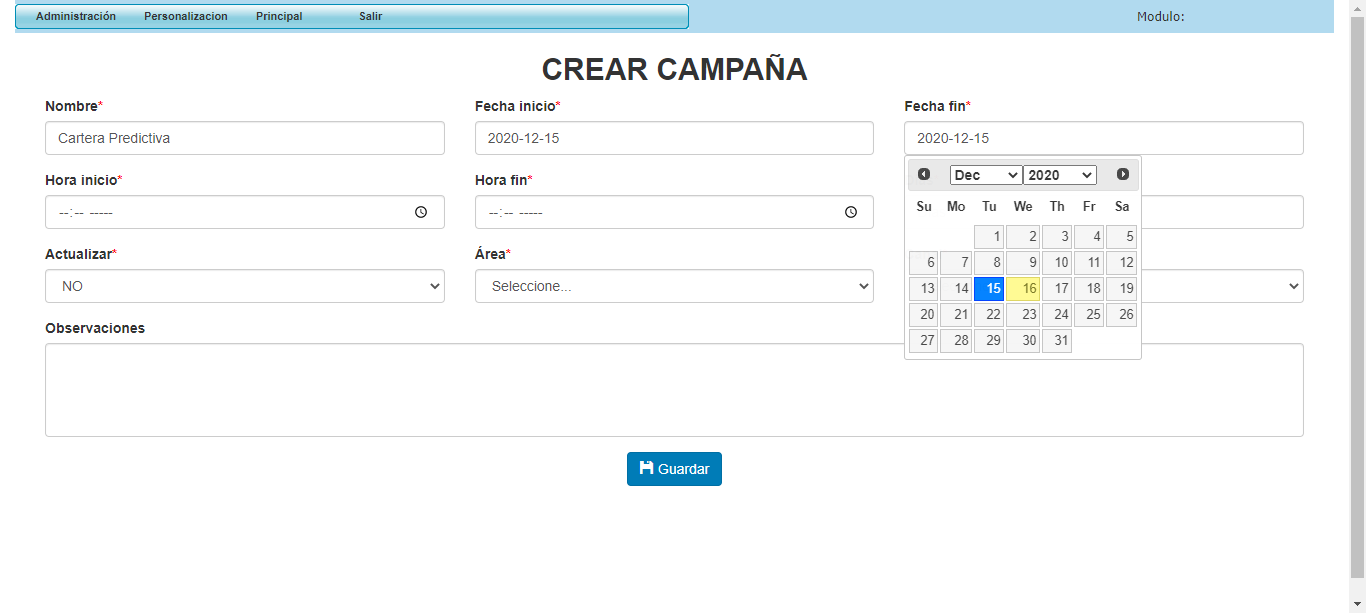 Administración Personalizacion Principal Salir Modulo:
CREAR CAMPAÑA
Nombre* Fecha inicio* Fecha fin*
Cartera Predictiva 2020-12-15 2020-12-15
Dec 2020
Su Mo Tu We Th Fr Sa
1 2 3 4 5
6 7 8 9 10 11 12
13 14 15 16 17 18 19
20 21 22 23 24 25 26
27 28 29 30 31
Hora inicio* Hora fin*
--:-- ----- --:-- -----
Actualizar* Área*
NO Seleccione...
Observaciones
Guardar